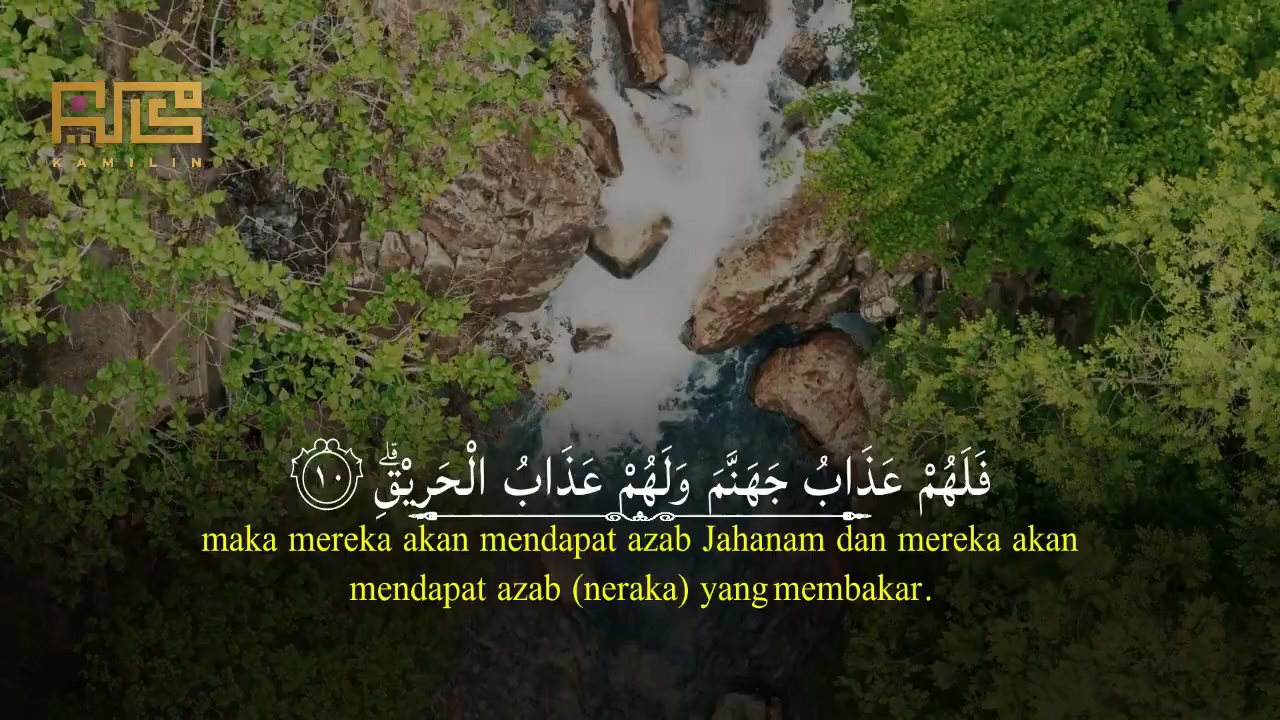 KAMILIN
فَلَهُمْ عَذَابُ جَهَنَّمَ وَلَهُمْ عَذَابُ الْحَرِيْقِۗ ١٠
maka mereka akan mendapat azab Jahanam dan mereka akan
mendapat azab (neraka) yang membakar.